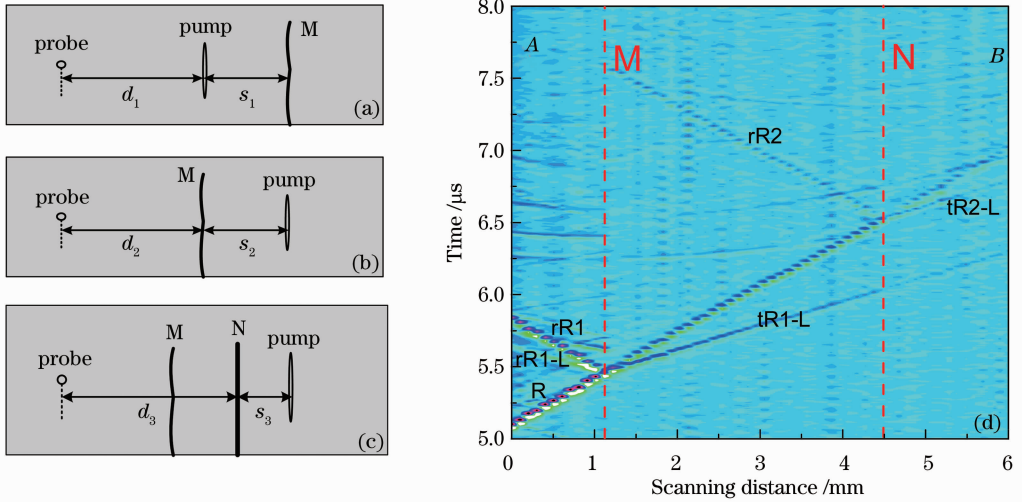 probe
pump
M
d1
s1
(a)
probe
M
pump
d2
s2
(b)
probe
M
N
pump
d3
s3
(c)
8.0
7.5
7.0
6.5
6.0
5.5
5.0
Time /μs
A
M
N
B
rR2
tR2-L
tR1-L
rR1
rR1-L
R
(d)
0
1
2
3
4
5
6
Scanning distance /mm